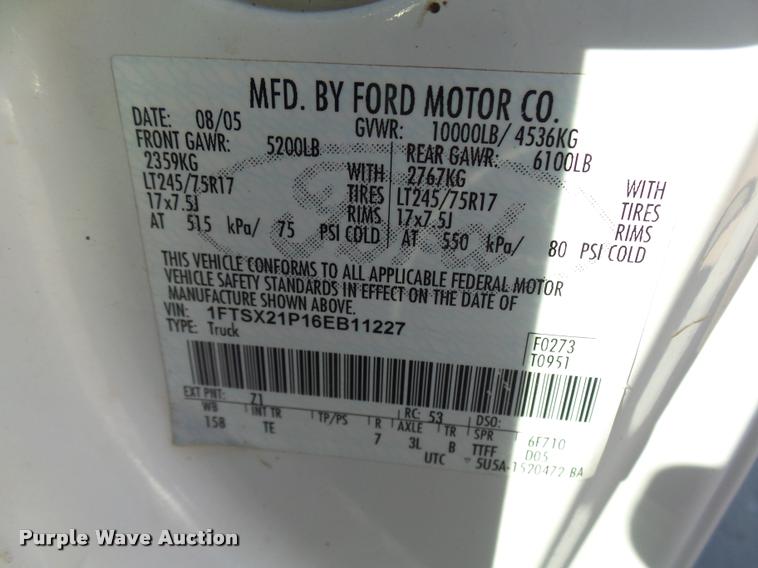 MFD. BY FORD MOTOR CO.
DATE: 08/05 GVWR: 10000LB/ 4536KG
FRONT GAWR: 5200LB REAR GAWR: 6100LB
2359KG WITH 2767KG WITH
LT245/75R17 TIRES LT245/75R17 TIRES
17x7.5J RIMS 17x7.5J RIMS
AT 515 kPa/ 75 PSI COLD AT 550 kPa/ 80 PSI COLD
THIS VEHICLE CONFORMS TO ALL APPLICABLE FEDERAL MOTOR
VEHICLE SAFETY STANDARDS IN EFFECT ON THE DATE OF
MANUFACTURE SHOWN ABOVE.
VIN: 1FTSX21P16EB11227
TYPE: Truck
F0273
T0951
EXT PNT: Z1 RC: 53 DSO:
WB INT TR TP/PS R AXLE TR SPR 6F710
158 TE 7 3L B TTFF D05
UTC 5U5A-1520472-BA
Ford
Purple Wave Auction